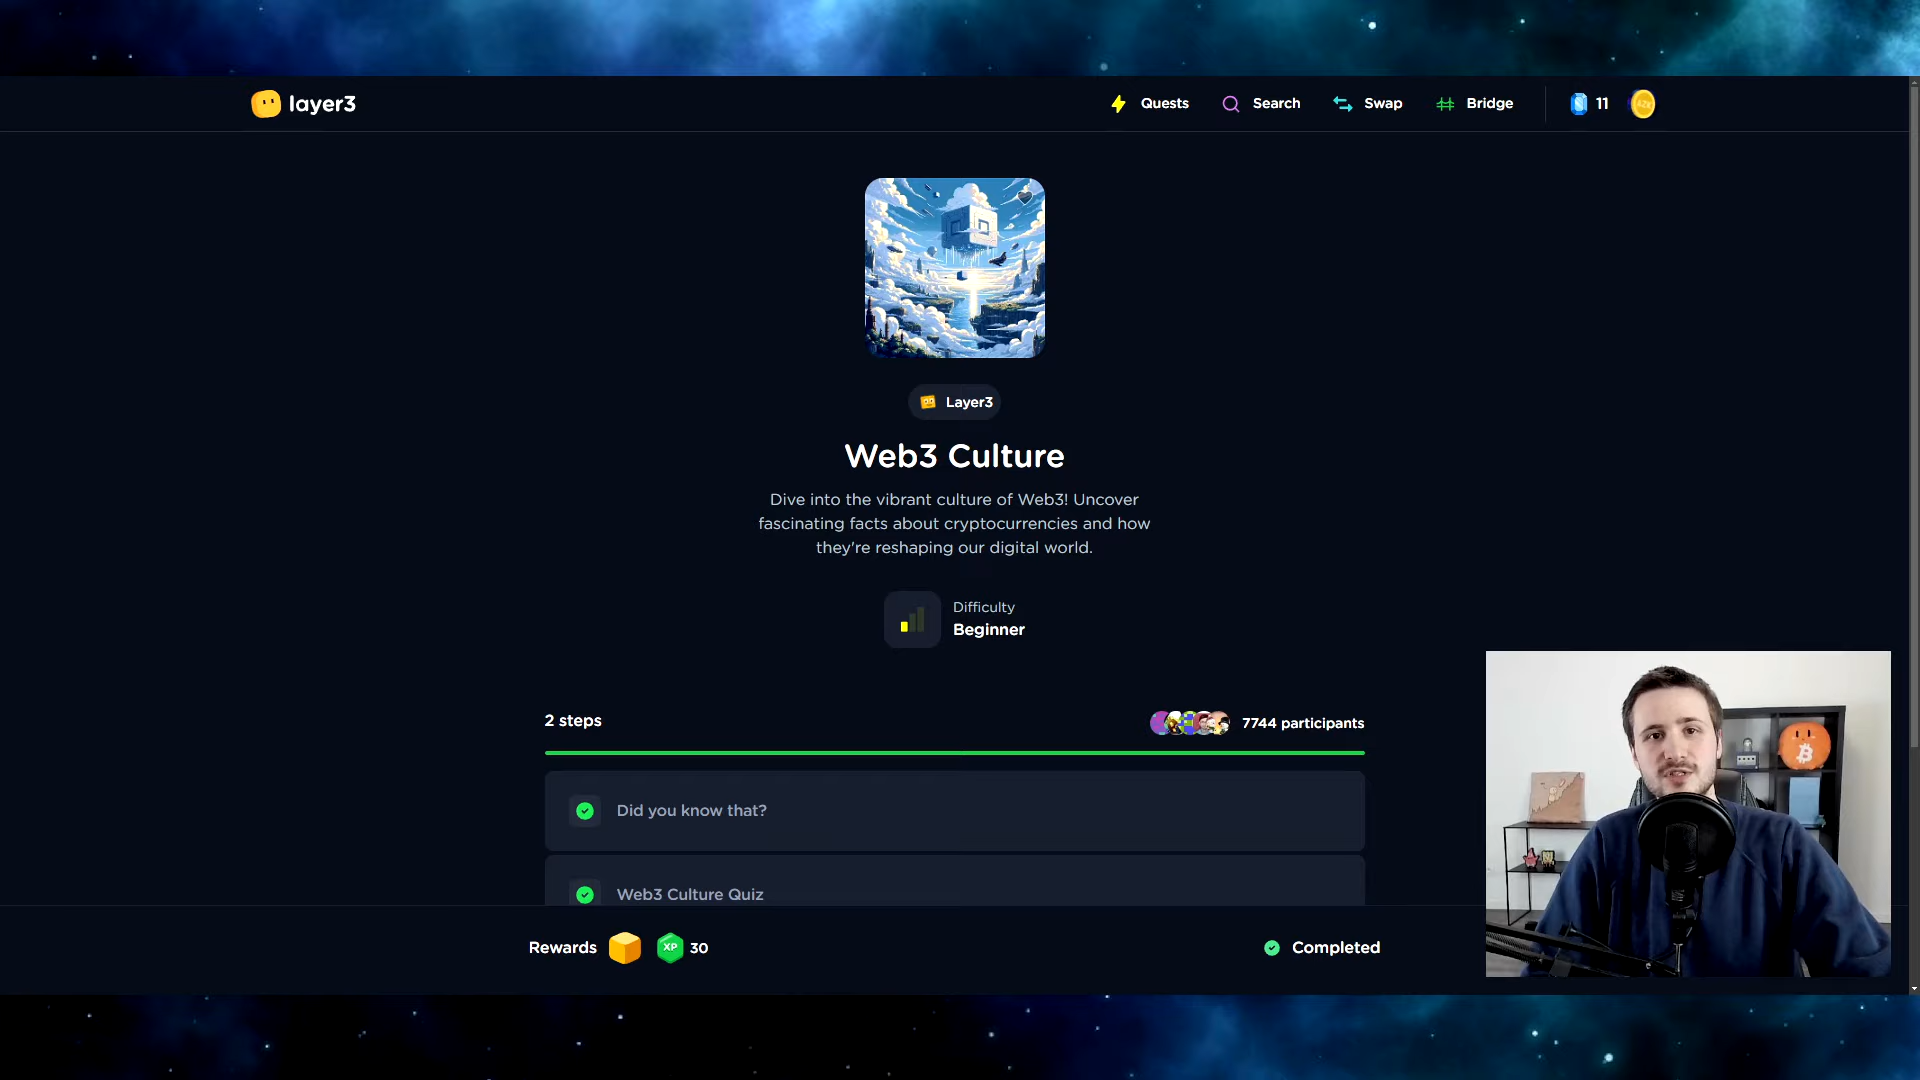 layer3
Quests
Search
Swap
Bridge
11
Layer3
Web3 Culture
Dive into the vibrant culture of Web3! Uncover
fascinating facts about cryptocurrencies and how
they're reshaping our digital world.
Difficulty
Beginner
2 steps
7744 participants
Did you know that?
Web3 Culture Quiz
Rewards
XP
30
Completed